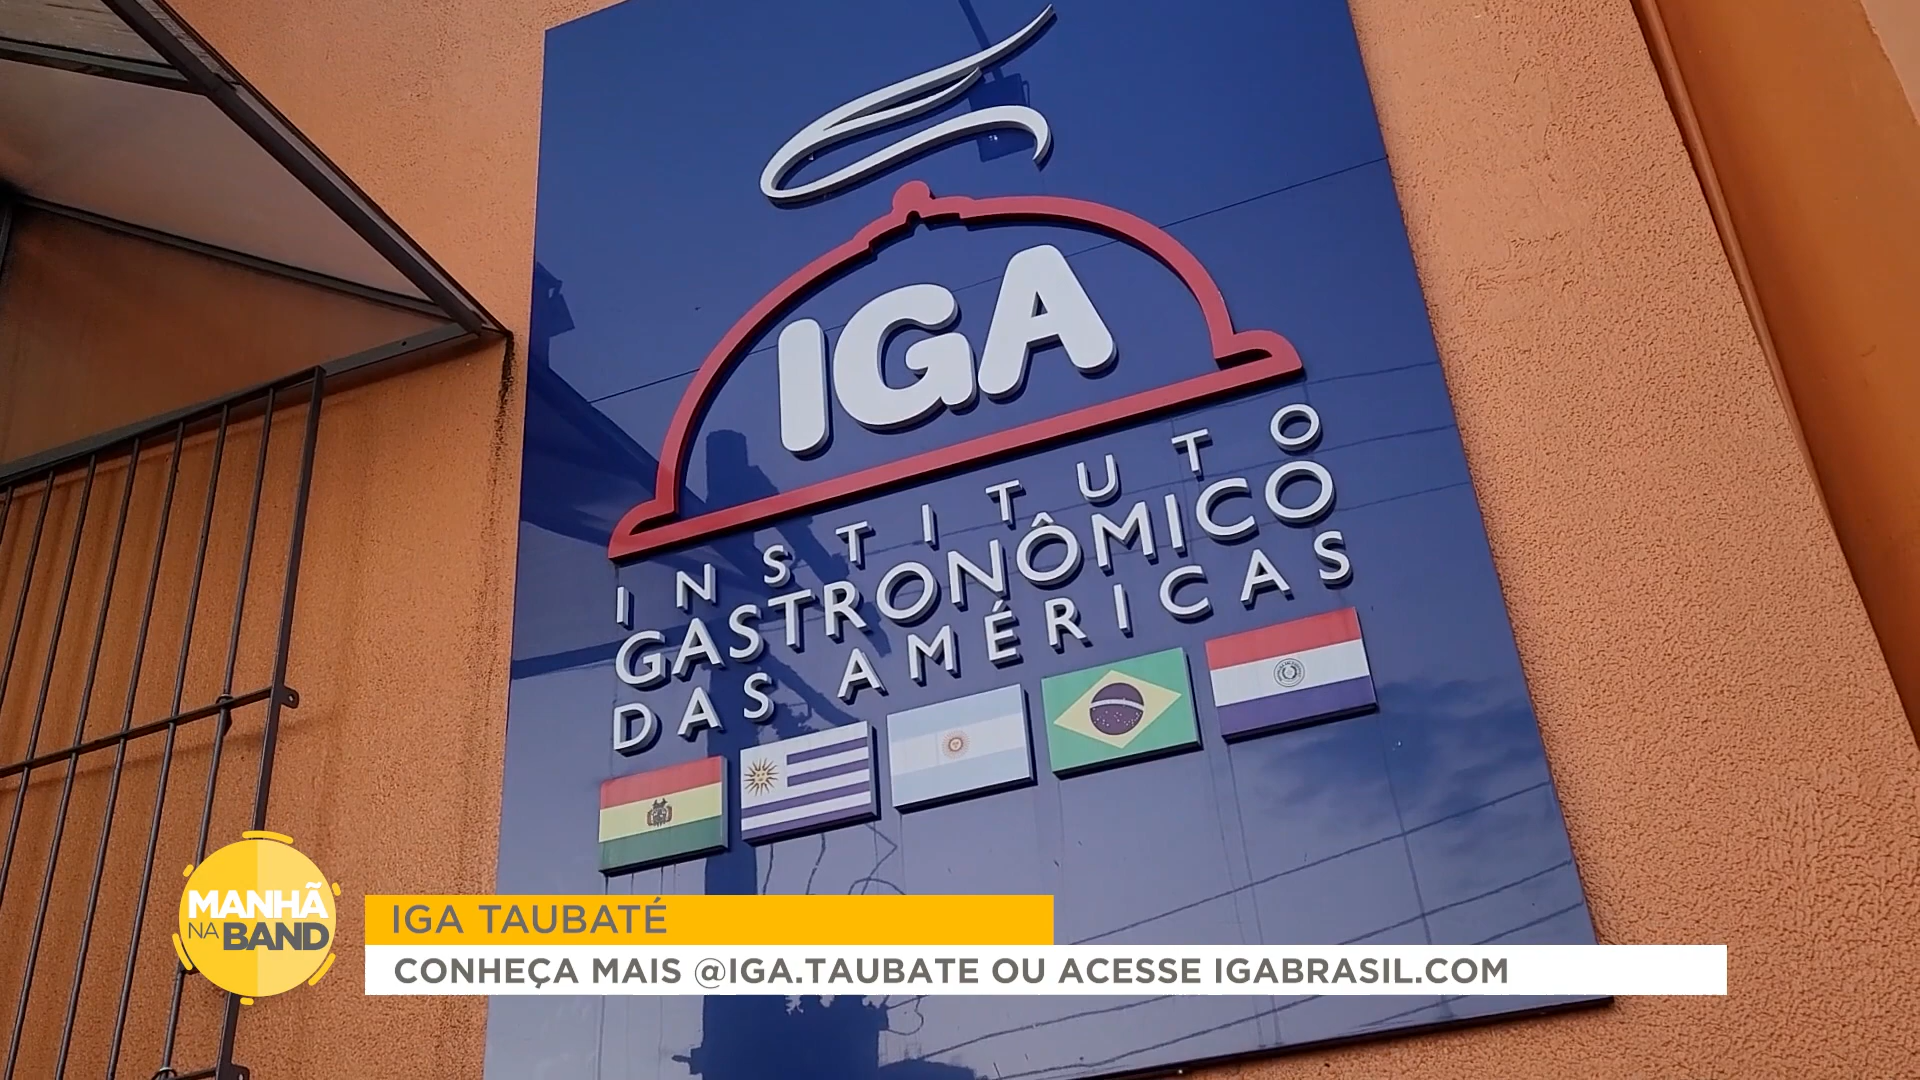 IGA
INSTITUTO
GASTRONÔMICO
DAS AMÉRICAS
MANHÃ
NA BAND
IGA TAUBATÉ
CONHEÇA MAIS @IGA.TAUBATE OU ACESSE IGABRASIL.COM